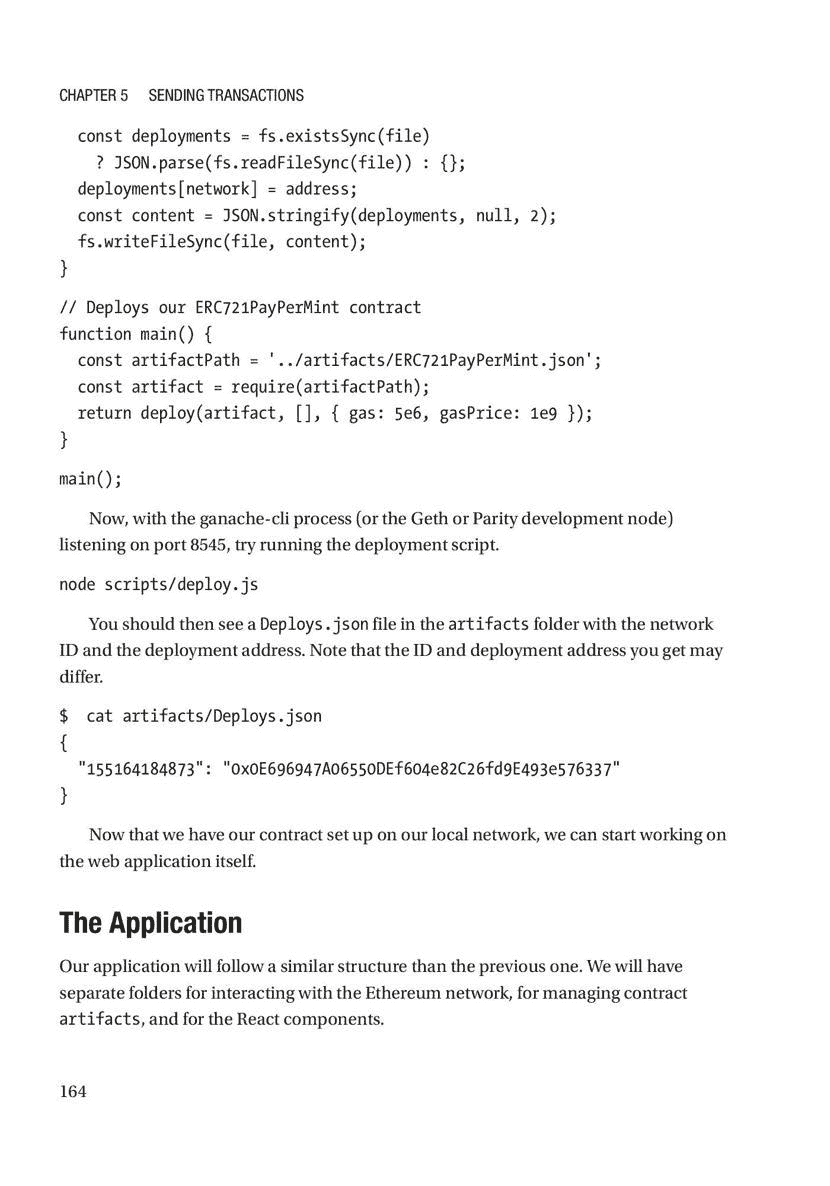 CHAPTER 5 SENDING TRANSACTIONS
const deployments = fs.existsSync(file)
? JSON.parse(fs.readFileSync(file)) : {};
deployments[network] = address;
const content = JSON.stringify(deployments, null, 2);
fs.writeFileSync(file, content);
}
// Deploys our ERC721PayPerMint contract
function main() {
const artifactPath = '../artifacts/ERC721PayPerMint.json';
const artifact = require(artifactPath);
return deploy(artifact, [], { gas: 5e6, gasPrice: 1e9 });
}
main();
Now, with the ganache-cli process (or the Geth or Parity development node)
listening on port 8545, try running the deployment script.
node scripts/deploy.js
You should then see a Deploys.json file in the artifacts folder with the network
ID and the deployment address. Note that the ID and deployment address you get may
differ.
$ cat artifacts/Deploys.json
{
"155164184873": "0x0E696947A06550DEf604e82C26fd9E493e576337"
}
Now that we have our contract set up on our local network, we can start working on
the web application itself.
The Application
Our application will follow a similar structure than the previous one. We will have
separate folders for interacting with the Ethereum network, for managing contract
artifacts, and for the React components.
164